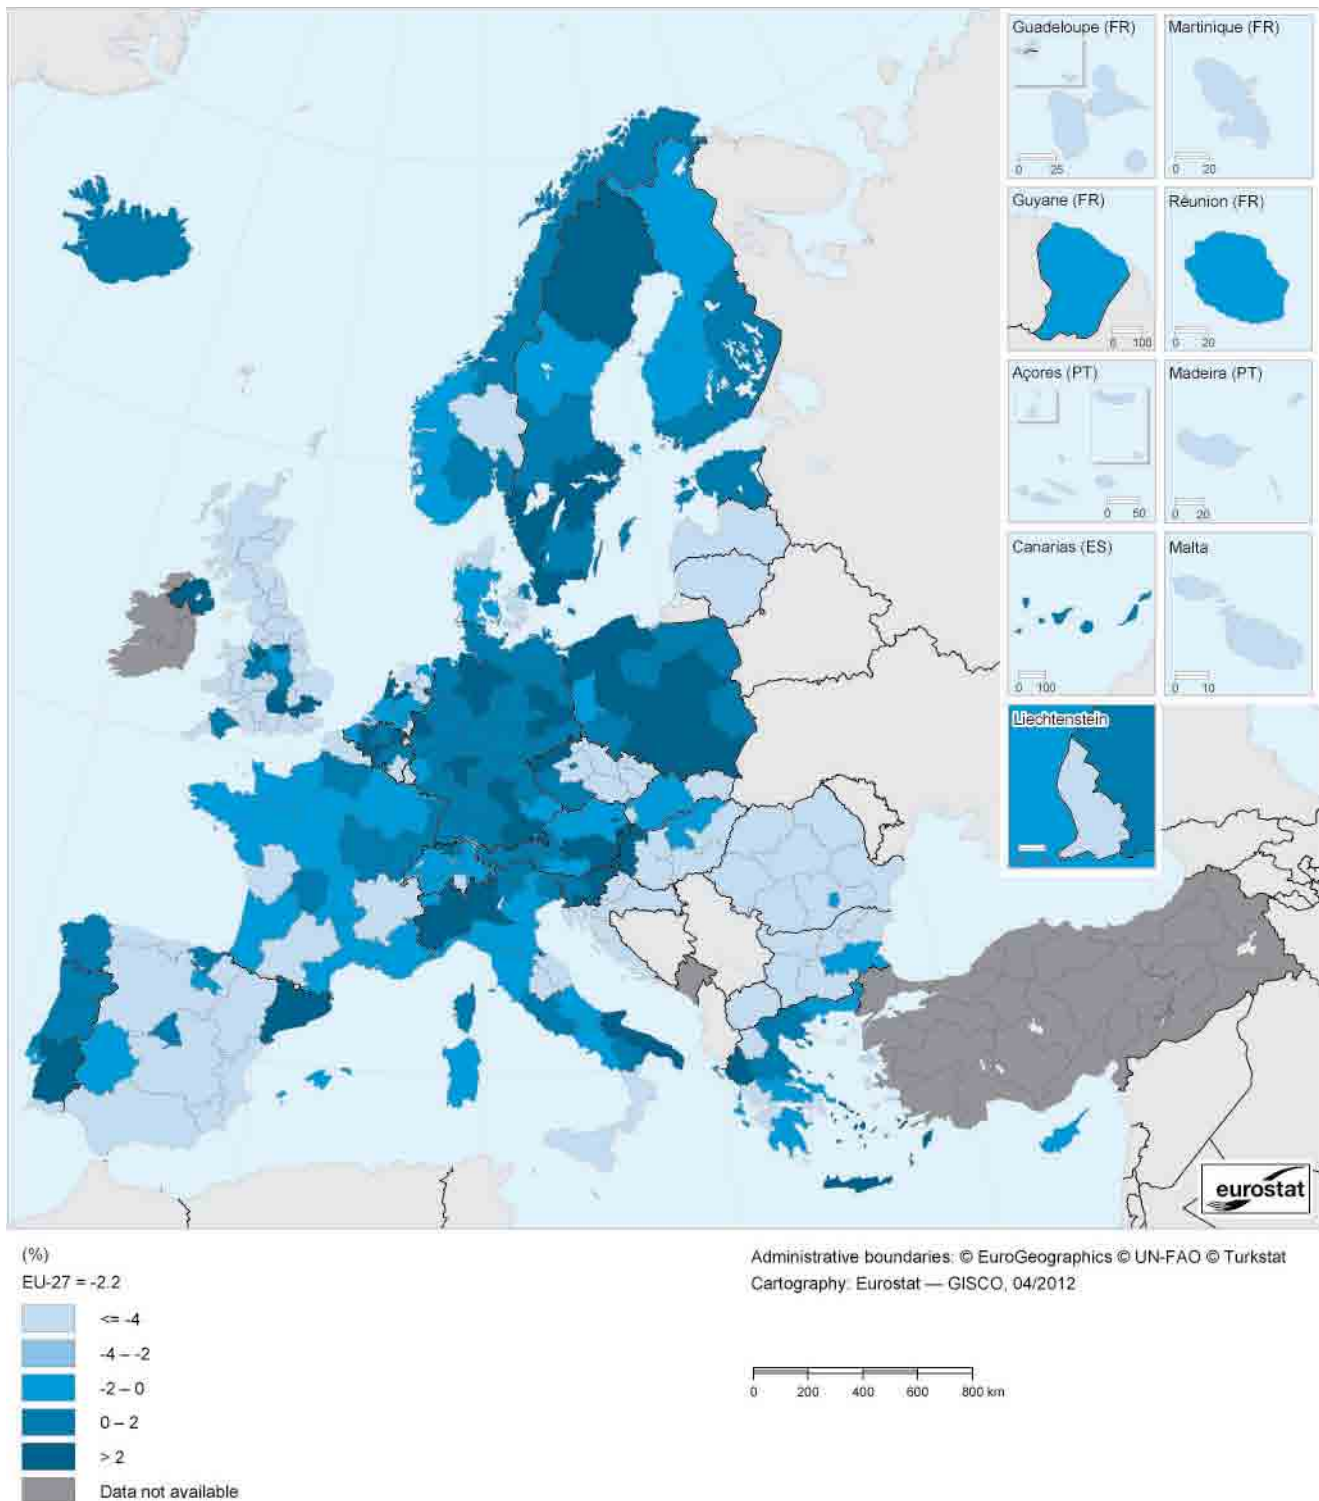 Guadeloupe (FR)
0 25
Martinique (FR)
0 20
Guyane (FR)
0 100
Réunion (FR)
0 20
Açores (PT)
0 50
Madeira (PT)
0 20
Canarias (ES)
0 100
Malta
0 10
Liechtenstein
eurostat
(%)
EU-27 = -2.2
<= -4
-4 – -2
-2 – 0
0 – 2
> 2
Data not available
Administrative boundaries: © EuroGeographics © UN-FAO © Turkstat
Cartography: Eurostat — GISCO, 04/2012
0 200 400 600 800 km